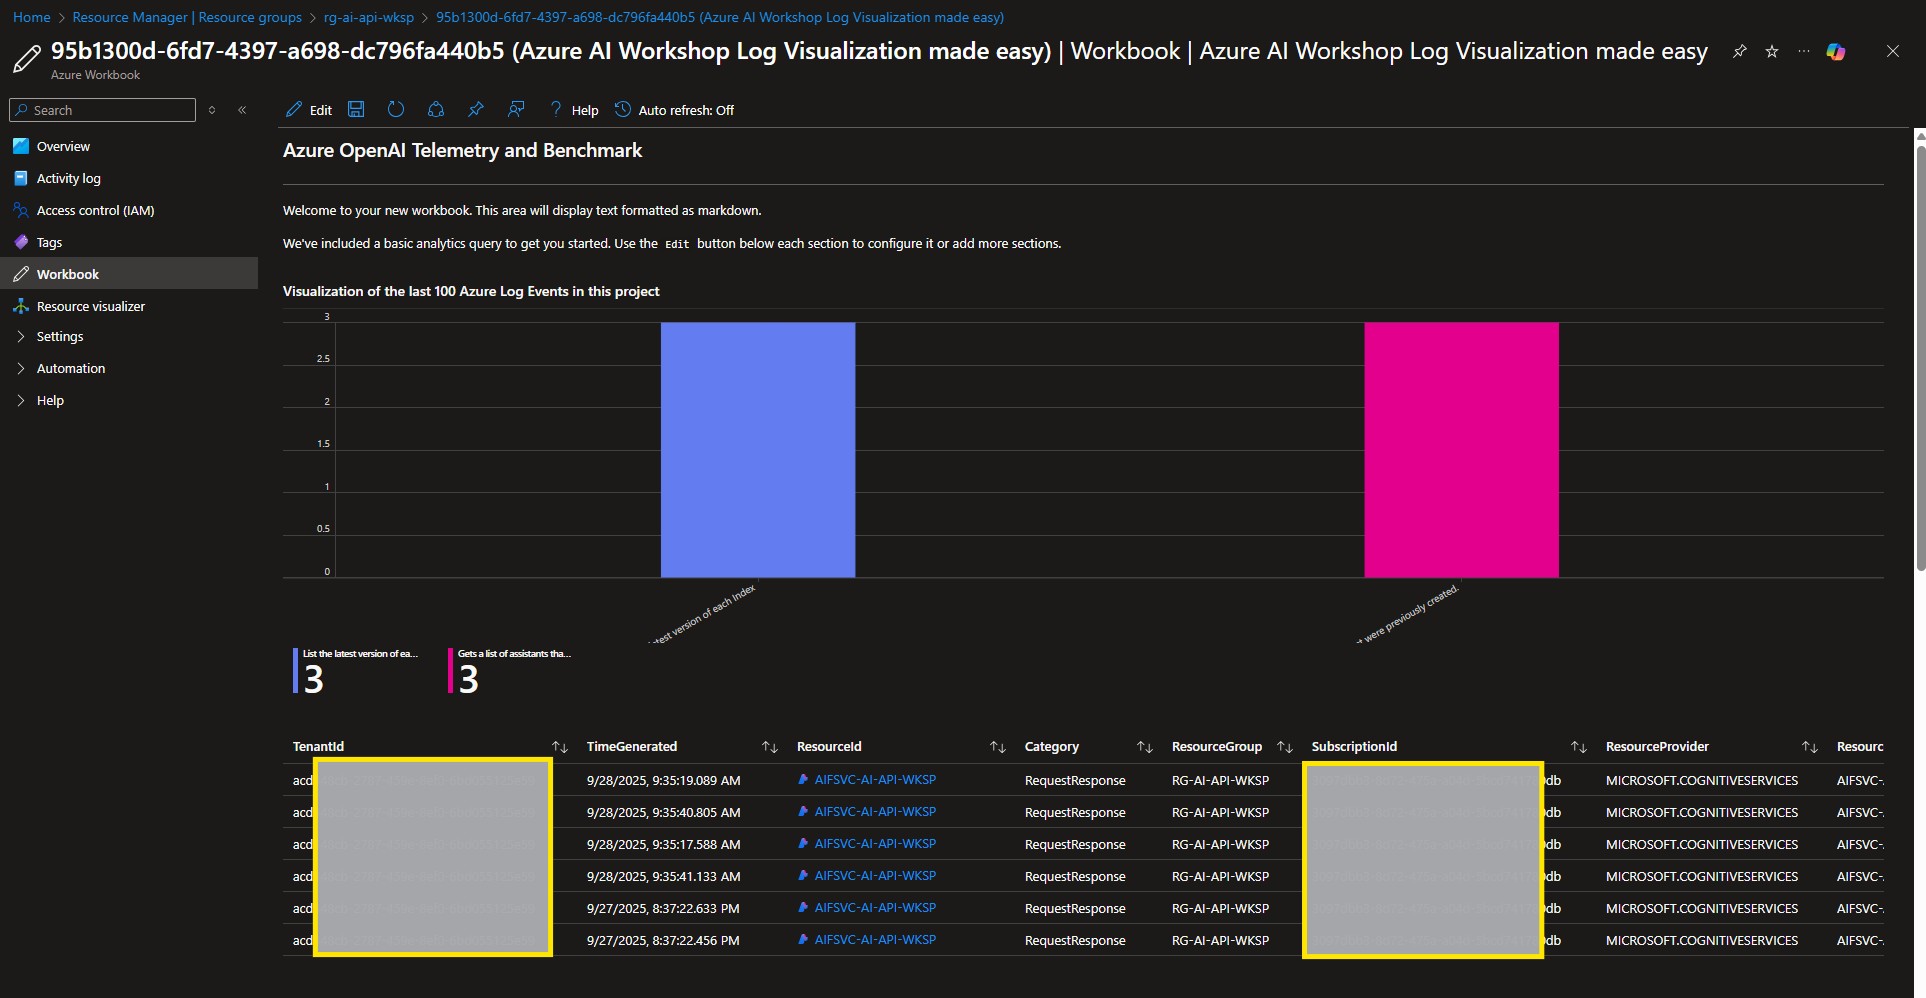 Home > Resource Manager | Resource groups > rg-ai-api-wksp > 95b1300d-6fd7-4397-a698-dc796fa440b5 (Azure AI Workshop Log Visualization made easy)
95b1300d-6fd7-4397-a698-dc796fa440b5 (Azure AI Workshop Log Visualization made easy) | Workbook | Azure AI Workshop Log Visualization made easy
Azure Workbook
Search
Edit
Help
Auto refresh: Off
Overview
Activity log
Access control (IAM)
Tags
Workbook
Resource visualizer
Settings
Automation
Help
Azure OpenAI Telemetry and Benchmark
Welcome to your new workbook. This area will display text formatted as markdown.
We've included a basic analytics query to get you started. Use the Edit button below each section to configure it or add more sections.
Visualization of the last 100 Azure Log Events in this project
3
2.5
2
1.5
1
0.5
0
version of each Index
were previously created.
List the latest version of ea...
3
Gets a list of assistants tha...
3
TenantId TimeGenerated ResourceId Category ResourceGroup SubscriptionId ResourceProvider Resourc
acd 9/28/2025, 9:35:19.089 AM AIFSVC-AI-API-WKSP RequestResponse RG-AI-API-WKSP db MICROSOFT.COGNITIVESERVICES AIFSVC-
acd 9/28/2025, 9:35:40.805 AM AIFSVC-AI-API-WKSP RequestResponse RG-AI-API-WKSP db MICROSOFT.COGNITIVESERVICES AIFSVC-
acd 9/28/2025, 9:35:17.588 AM AIFSVC-AI-API-WKSP RequestResponse RG-AI-API-WKSP db MICROSOFT.COGNITIVESERVICES AIFSVC-
acd 9/28/2025, 9:35:41.133 AM AIFSVC-AI-API-WKSP RequestResponse RG-AI-API-WKSP db MICROSOFT.COGNITIVESERVICES AIFSVC-
acd 9/27/2025, 8:37:22.633 PM AIFSVC-AI-API-WKSP RequestResponse RG-AI-API-WKSP db MICROSOFT.COGNITIVESERVICES AIFSVC-
acd 9/27/2025, 8:37:22.456 PM AIFSVC-AI-API-WKSP RequestResponse RG-AI-API-WKSP db MICROSOFT.COGNITIVESERVICES AIFSVC-